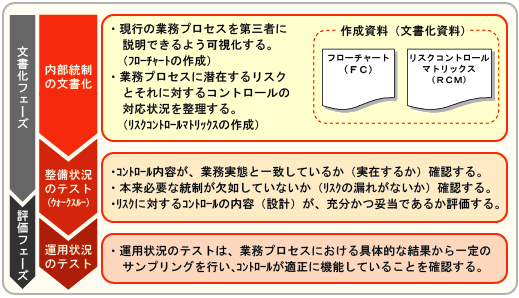 文書化フェーズ
評価フェーズ
内部統制
の文書化
・現行の業務プロセスを第三者に
説明できるよう可視化する。
（ﾌﾛｰﾁｬｰﾄの作成）
・業務プロセスに潜在するリスク
とそれに対するコントロールの
対応状況を整理する。
（ﾘｽｸｺﾝﾄﾛｰﾙﾏﾄﾘｯｸｽの作成）
作成資料（文書化資料）
フローチャート
（ＦＣ）
リスクコントロール
マトリックス
（ＲＣＭ）
整備状況
のテスト
（ｳｫｰｸｽﾙｰ）
・ｺﾝﾄﾛｰﾙ内容が、業務実態と一致しているか（実在するか）確認する。
・本来必要な統制が欠如していないか（ﾘｽｸの漏れがないか）確認する。
・ﾘｽｸに対するｺﾝﾄﾛｰﾙの内容（設計）が、充分かつ妥当であるか評価する。
運用状況
のテスト
・運用状況のテストは、業務プロセスにおける具体的な結果から一定の
サンプリングを行い､ｺﾝﾄﾛｰﾙが適正に機能していることを確認する。